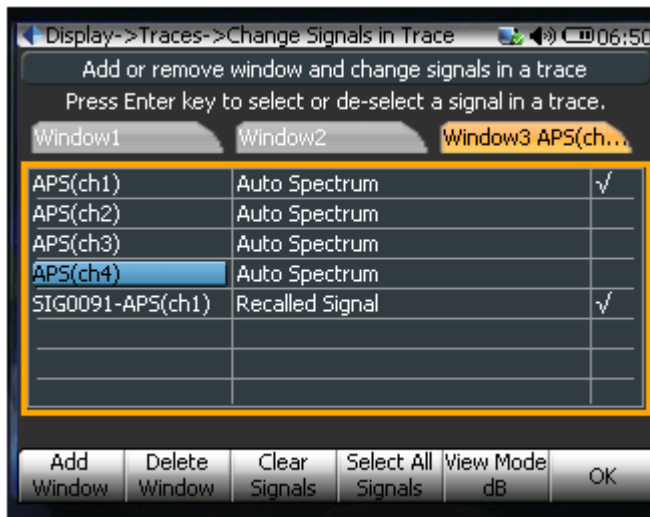 Display->Traces->Change Signals in Trace 06:50
Add or remove window and change signals in a trace
Press Enter key to select or de-select a signal in a trace.
Window1 Window2 Window3 APS(ch...
APS(ch1) Auto Spectrum √
APS(ch2) Auto Spectrum
APS(ch3) Auto Spectrum
APS(ch4) Auto Spectrum
SIG0091-APS(ch1) Recalled Signal √
Add Window Delete Window Clear Signals Select All Signals View Mode dB OK